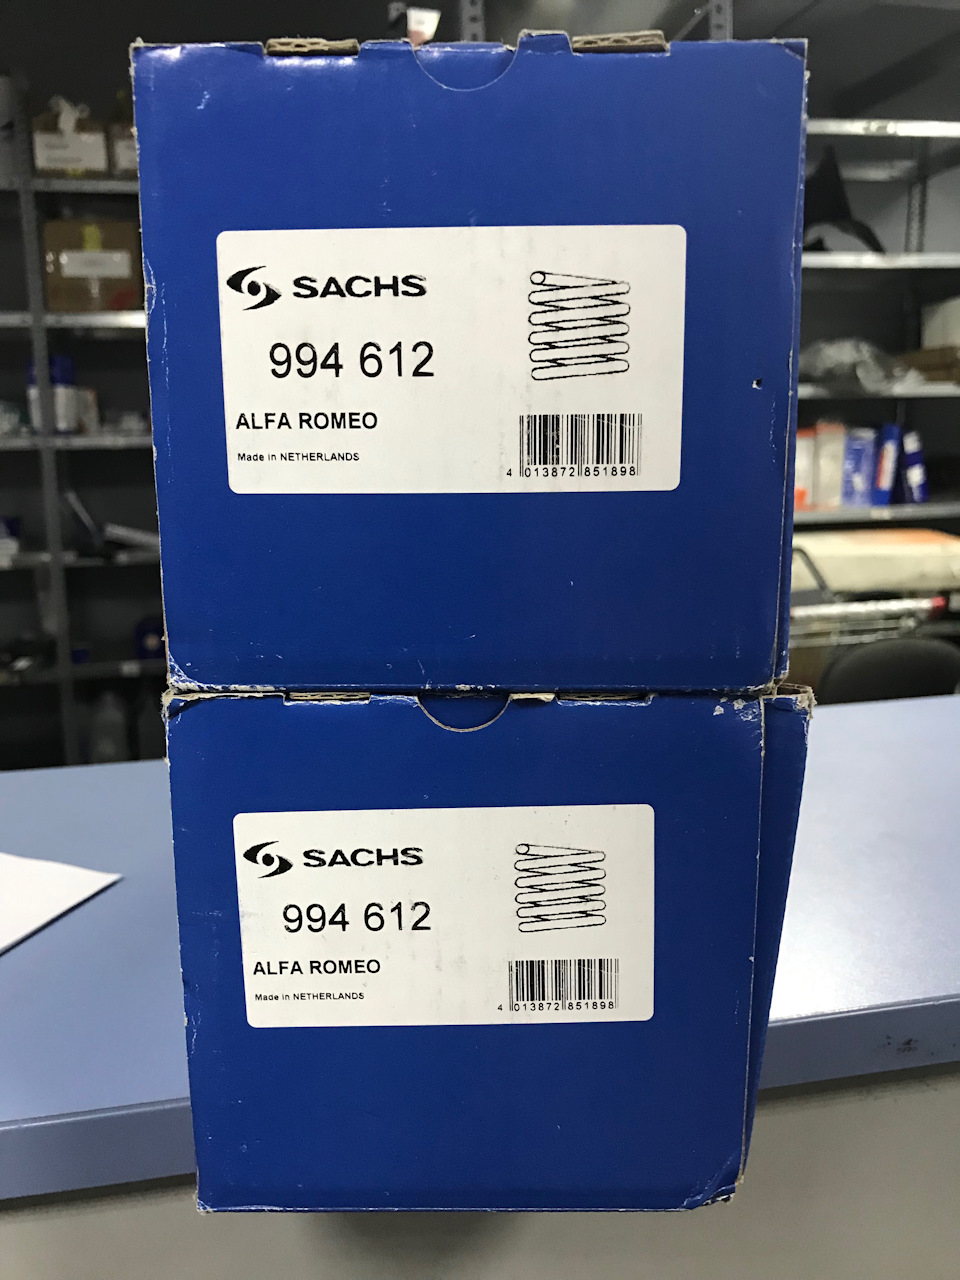 SACHS
994 612
ALFA ROMEO
Made in NETHERLANDS
4 013872 851898
SACHS
994 612
ALFA ROMEO
Made in NETHERLANDS
4 013872 851898